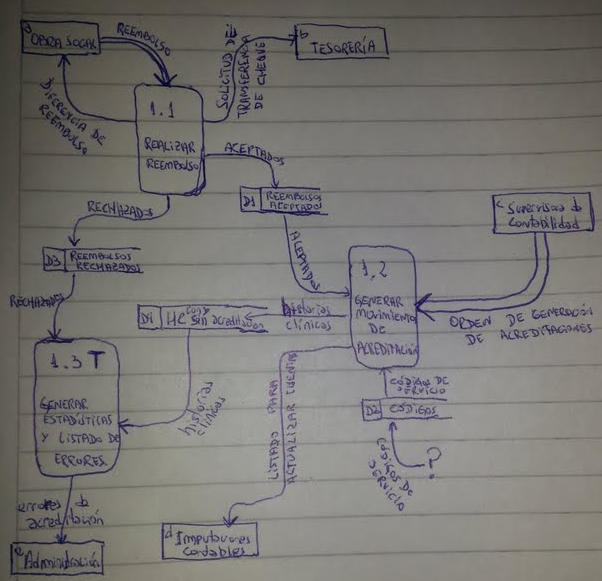 a
OBRA SOCIAL
REEMBOLSO
DIFERENCIA DE
REEMBOLSO
SOLICITUD DE
TRANSFERENCIA
DE CHEQUE
b
TESORERÍA
1.1
REALIZAR
REEMBOLSO
ACEPTADOS
D1
REEMBOLSOS
ACEPTADOS
RECHAZADOS
D3
REEMBOLSOS
RECHAZADOS
RECHAZADOS
ACEPTADOS
c
Supervisor de
Contabilidad
ORDEN DE GENERACIÓN
DE ACREDITACIONES
1.2
GENERAR
MOVIMIENTO
DE
ACREDITACIÓN
D4
HC con y
sin acreditación
historias
clínicas
1.3 T
GENERAR
ESTADÍSTICAS
Y LISTADO DE
ERRORES
historias
clínicas
LISTADO PARA
ACTUALIZAR CUENTAS
CÓDIGOS DE
SERVICIO
D2
CÓDIGOS
CÓDIGOS DE
SERVICIO
?
errores de
acreditación
e
Administración
d
Imputaciones
Contables